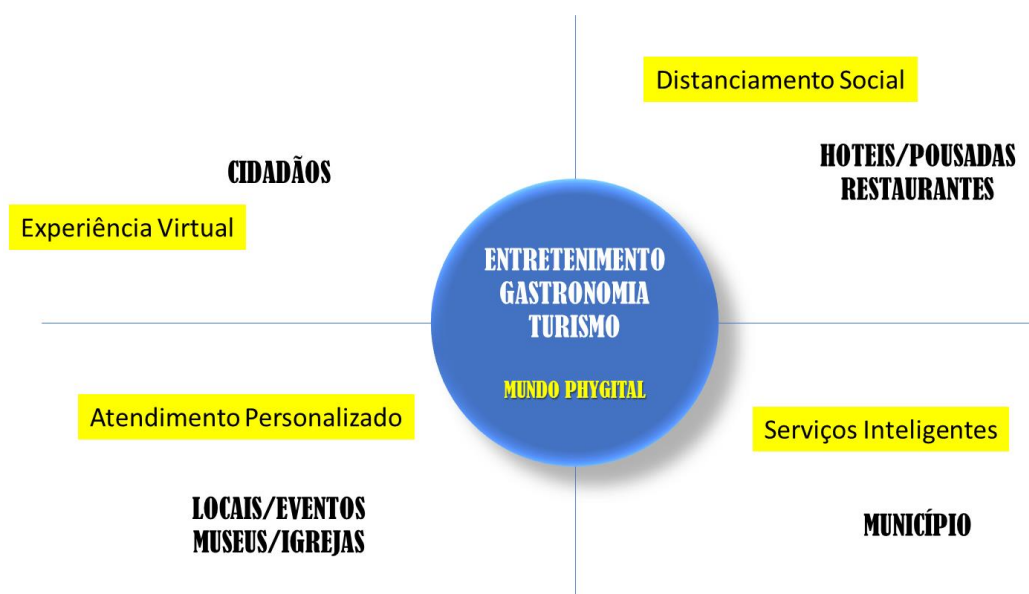 Distanciamento Social
HOTEIS/POUSADAS
RESTAURANTES
CIDADÃOS
Experiência Virtual
ENTRETENIMENTO
GASTRONOMIA
TURISMO
MUNDO PHYGITAL
Atendimento Personalizado
LOCAIS/EVENTOS
MUSEUS/IGREJAS
Serviços Inteligentes
MUNICÍPIO